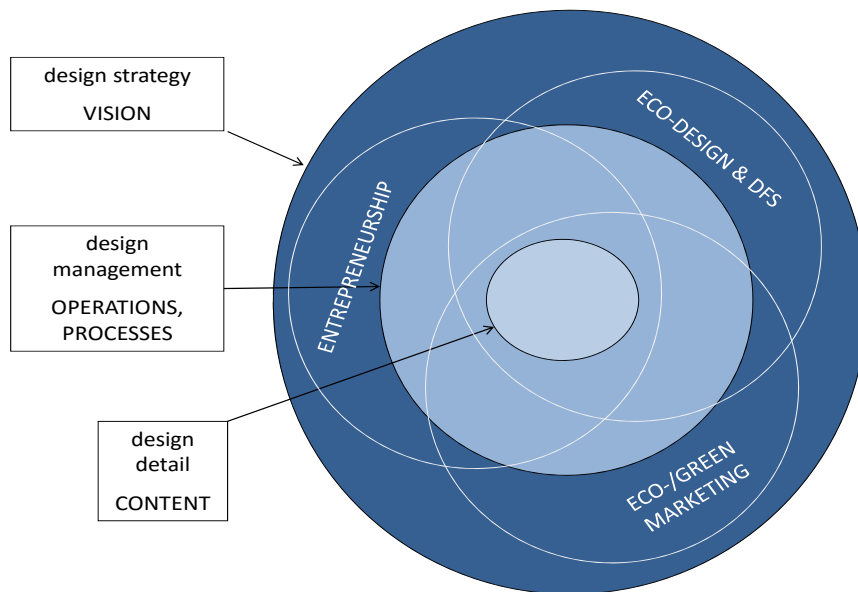 design strategy
VISION
design
management
OPERATIONS,
PROCESSES
design
detail
CONTENT
ENTREPRENEURSHIP
ECO-DESIGN & DFS
ECO-/GREEN
MARKETING